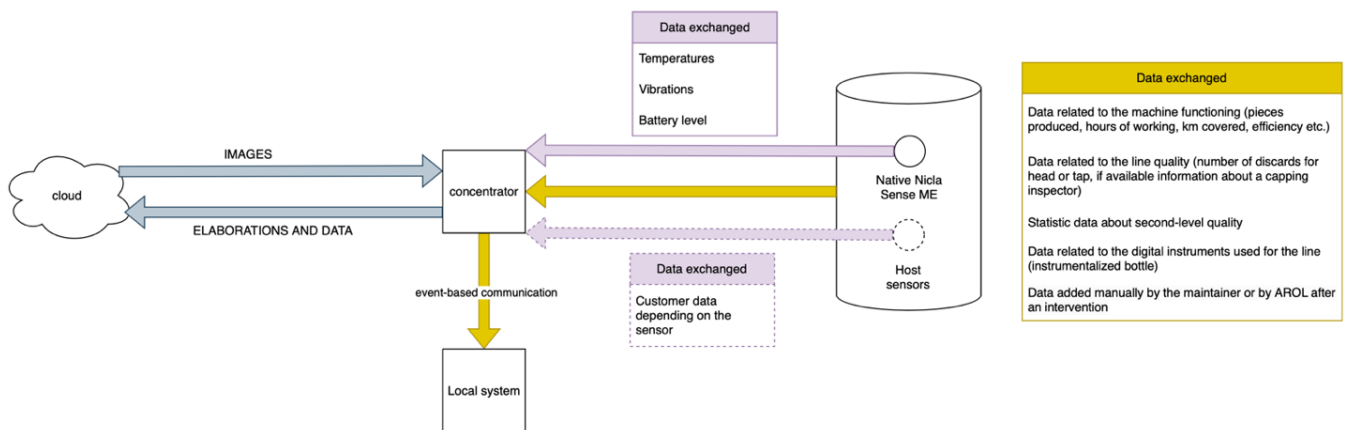 Data exchanged
Temperatures
Vibrations
Battery level
IMAGES
cloud
concentrator
ELABORATIONS AND DATA
event-based communication
Local system
Native Nicla
Sense ME
Host
sensors
Data exchanged
Customer data
depending on the
sensor
Data exchanged
Data related to the machine functioning (pieces
produced, hours of working, km covered, efficiency etc.)
Data related to the line quality (number of discards for
head or tap, if available information about a capping
inspector)
Statistic data about second-level quality
Data related to the digital instruments used for the line
(instrumentalized bottle)
Data added manually by the maintainer or by AROL after
an intervention